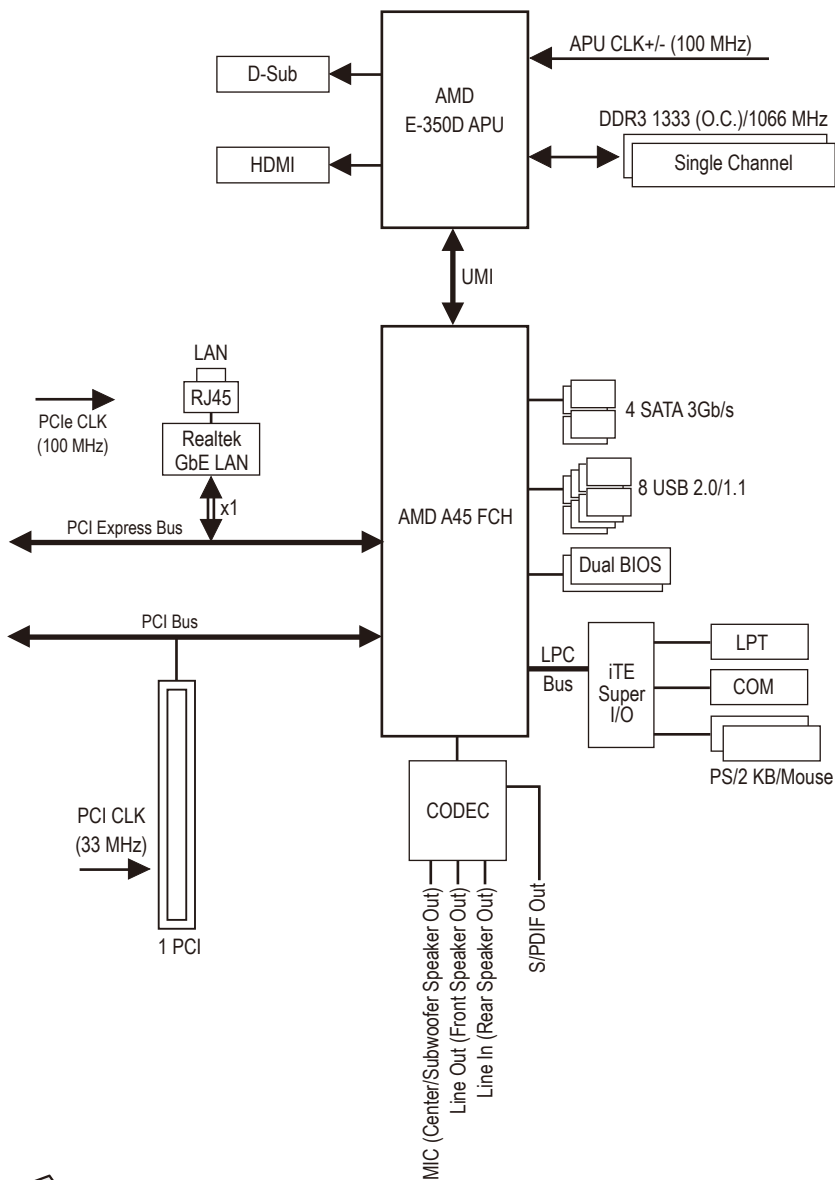 APU CLK+/- (100 MHz)
D-Sub
AMD
E-350D APU
DDR3 1333 (O.C.)/1066 MHz
Single Channel
HDMI
UMI
LAN
RJ45
PCIe CLK
(100 MHz)
Realtek
GbE LAN
x1
PCI Express Bus
4 SATA 3Gb/s
8 USB 2.0/1.1
AMD A45 FCH
Dual BIOS
PCI Bus
LPC
Bus
iTE
Super
I/O
LPT
COM
PS/2 KB/Mouse
CODEC
PCI CLK
(33 MHz)
1 PCI
MIC (Center/Subwoofer Speaker Out)
Line Out (Front Speaker Out)
Line In (Rear Speaker Out)
S/PDIF Out